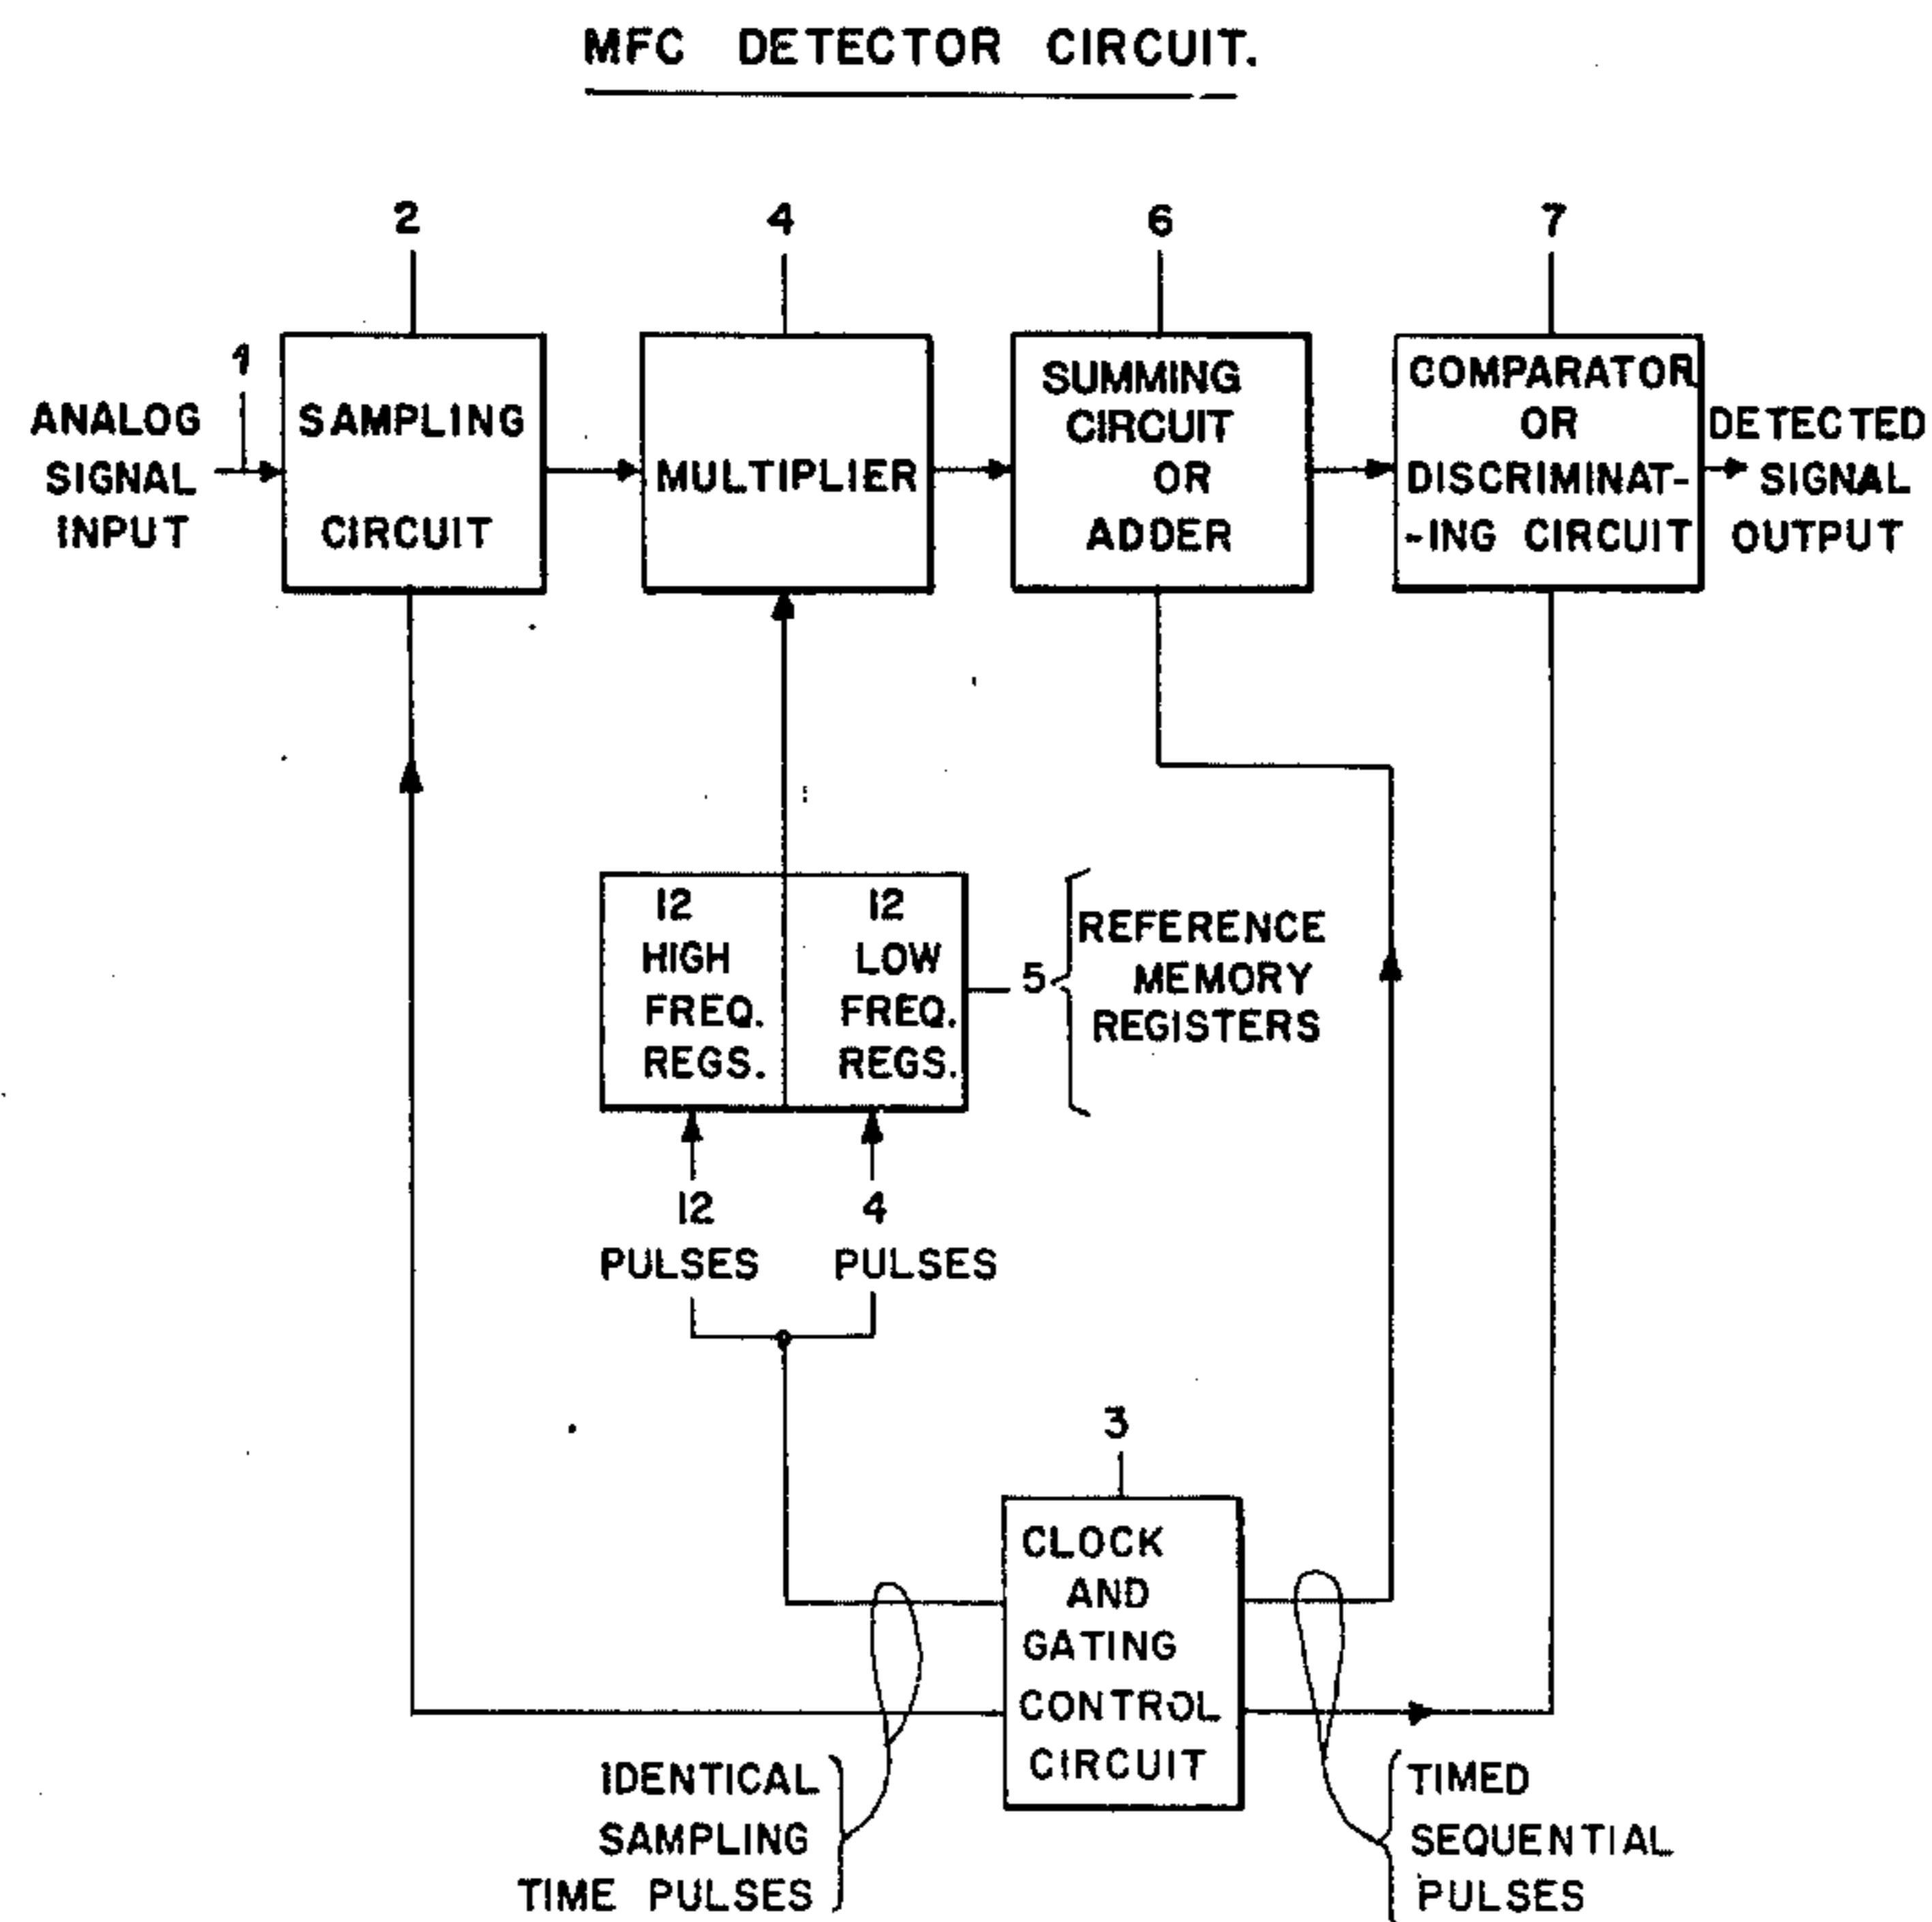 MFC DETECTOR CIRCUIT.
2
4
6
7
1
ANALOG
SIGNAL
INPUT
SAMPLING
CIRCUIT
MULTIPLIER
SUMMING
CIRCUIT
OR
ADDER
COMPARATOR
OR
DISCRIMINAT-
-ING CIRCUIT
DETECTED
SIGNAL
OUTPUT
12
HIGH
FREQ.
REGS.
12
LOW
FREQ.
REGS.
5
REFERENCE
MEMORY
REGISTERS
12
PULSES
4
PULSES
3
CLOCK
AND
GATING
CONTROL
CIRCUIT
IDENTICAL
SAMPLING
TIME PULSES
TIMED
SEQUENTIAL
PULSES